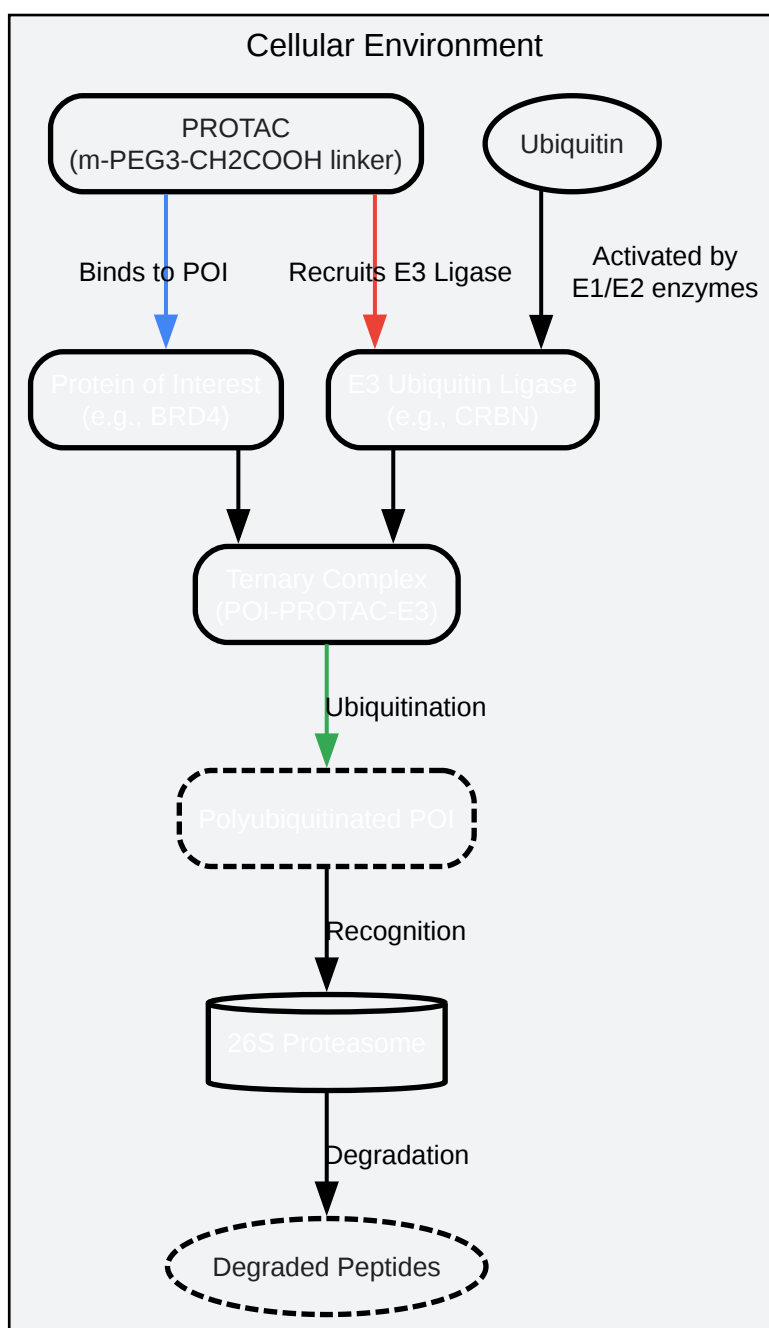 Cellular Environment
PROTAC
(m-PEG3-CH2COOH linker)
Ubiquitin
Binds to POI
Recruits E3 Ligase
Activated by
E1/E2 enzymes
Protein of Interest
(e.g., BRD4)
E3 Ubiquitin Ligase
(e.g., CRBN)
Ternary Complex
(POI-PROTAC-E3)
Ubiquitination
Polyubiquitinated POI
Recognition
26S Proteasome
Degradation
Degraded Peptides